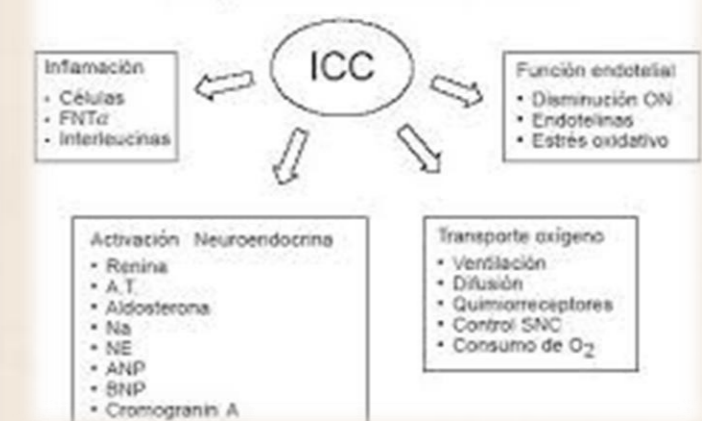 ICC
Inflamación
- Células
- FNTα
- Interleucinas
Función endotelial
• Disminución ON
• Endotelinas
• Estrés oxidativo
Activación Neuroendocrina
• Renina
• A.T.
• Aldosterona
• Na
• NE
• ANP
• BNP
• Cromogranin A
Transporte oxígeno
• Ventilación
• Difusión
• Quimiorreceptores
• Control SNC
• Consumo de O2